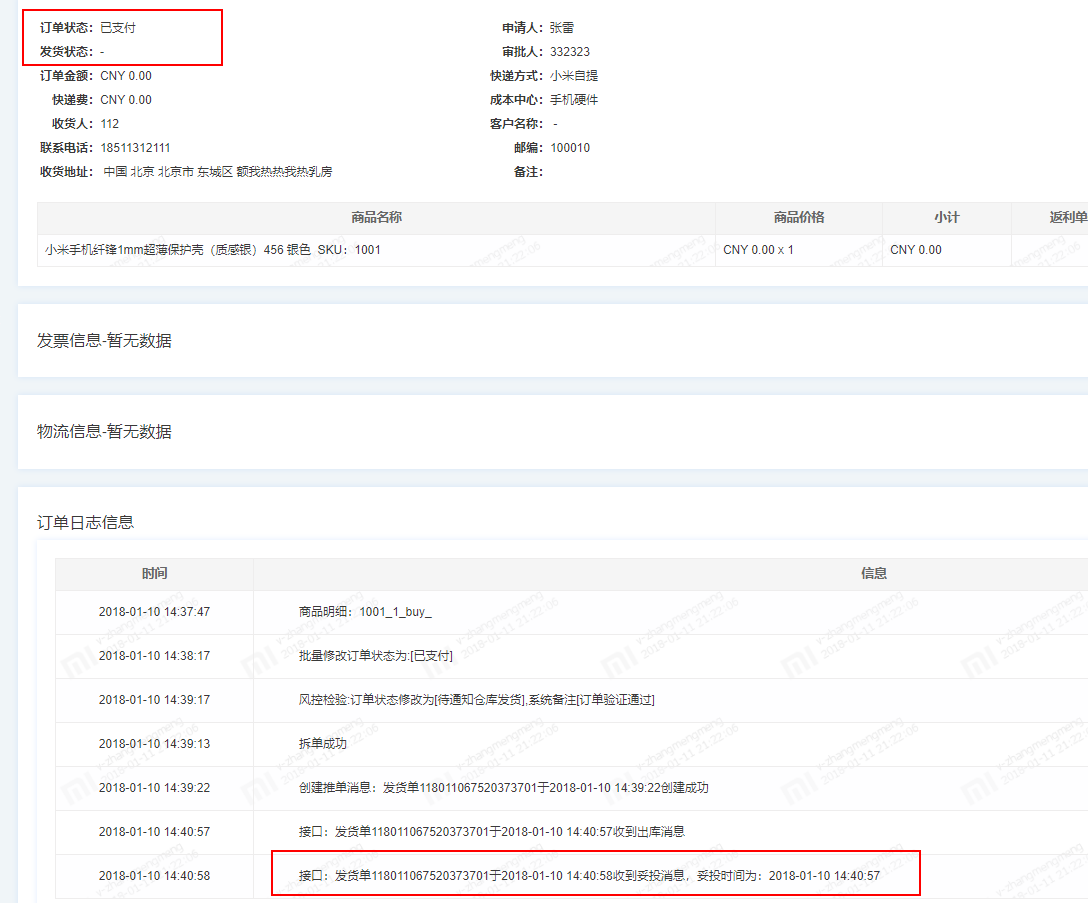 订单状态：已支付 申请人：张雷
发货状态：- 审批人：332323
订单金额：CNY 0.00 快递方式：小米自提
快递费：CNY 0.00 成本中心：手机硬件
收货人：112 客户名称： -
联系电话：18511312111 邮编：100010
收货地址： 中国 北京 北京市 东城区 额我热热我热乳房 备注：
商品名称 商品价格 小计 返利单
小米手机纤锋1mm超薄保护壳（质感银）456 银色 SKU：1001 CNY 0.00 x 1 CNY 0.00
发票信息-暂无数据
物流信息-暂无数据
订单日志信息
时间 信息
2018-01-10 14:37:47 商品明细：1001_1_buy_
2018-01-10 14:38:17 批量修改订单状态为:[已支付]
2018-01-10 14:39:17 风控检验:订单状态修改为[待通知仓库发货],系统备注[订单验证通过]
2018-01-10 14:39:13 拆单成功
2018-01-10 14:39:22 创建推单消息：发货单118011067520373701于2018-01-10 14:39:22创建成功
2018-01-10 14:40:57 接口：发货单118011067520373701于2018-01-10 14:40:57收到出库消息
2018-01-10 14:40:58 接口：发货单118011067520373701于2018-01-10 14:40:58收到妥投消息，妥投时间为：2018-01-10 14:40:57
v-zhangmengmeng
2018-01-11 21:22:06